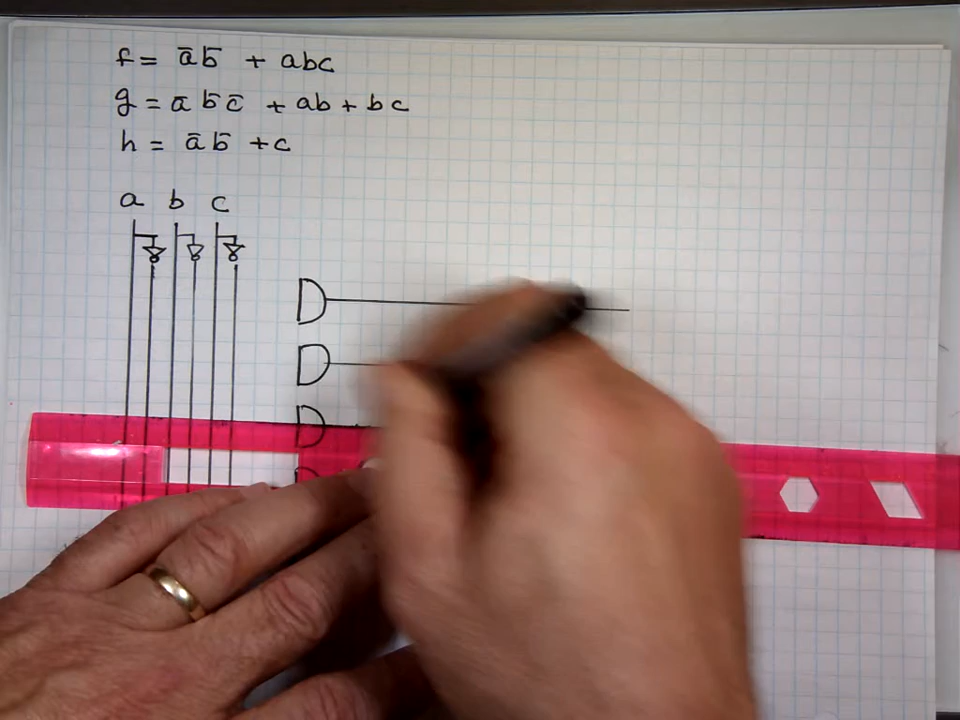 f = a̅ b̅ + abc
g = a b̅ c̅ + ab + bc
h = a̅ b̅ + c
a b c